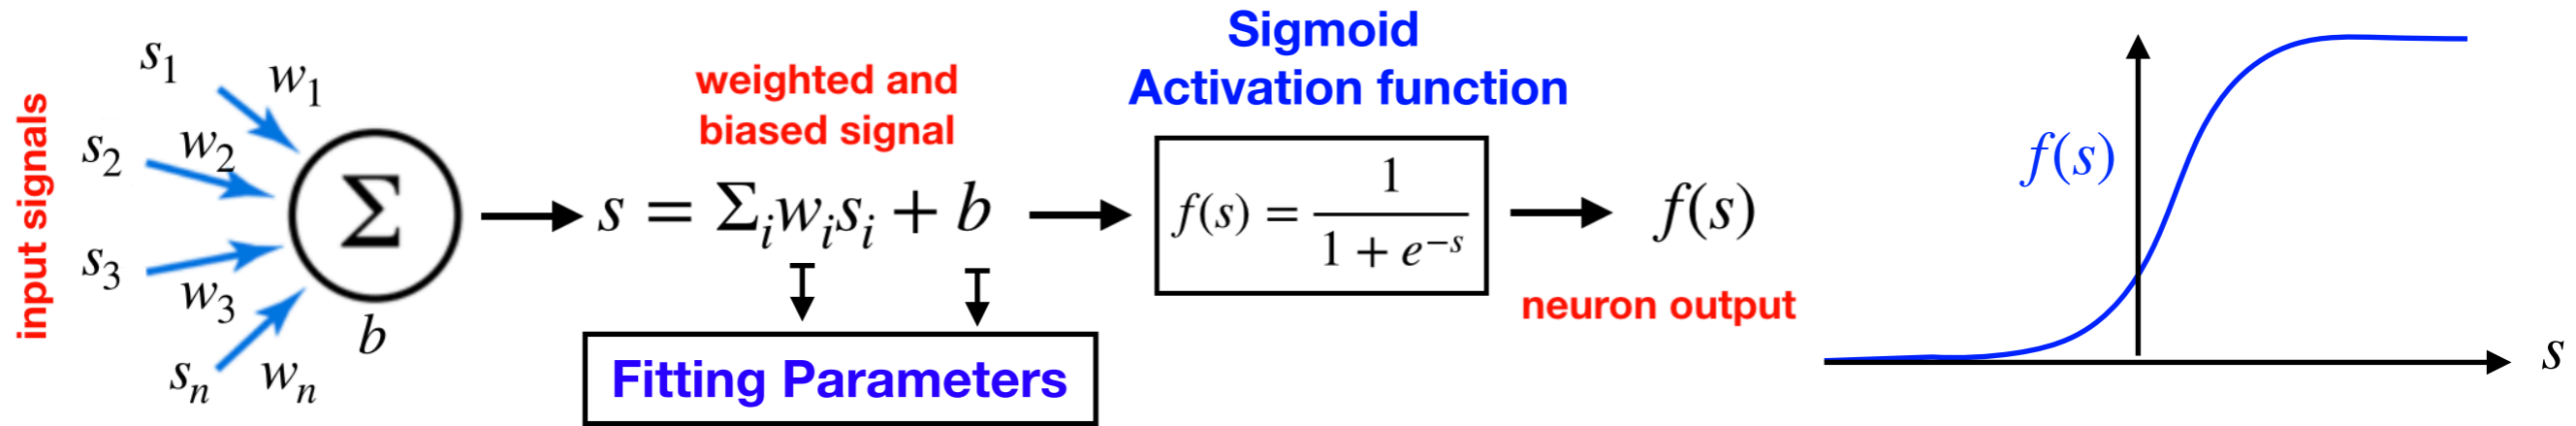 input signals
s₁
w₁
s₂
w₂
s₃
w₃
sₙ
wₙ
Σ
b
weighted and
biased signal
s = Σᵢwᵢsᵢ + b
Fitting Parameters
Sigmoid
Activation function
f(s) = 1 / (1 + e⁻ˢ)
f(s)
neuron output
f(s)
s